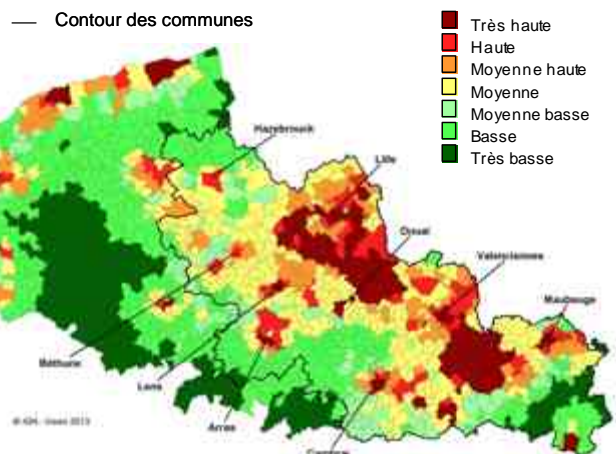 Contour des communes
Très haute
Haute
Moyenne haute
Moyenne
Moyenne basse
Basse
Très basse
Hazebrouck
Lille
Douai
Valenciennes
Maubeuge
Béthune
Lens
Arras
Cambrai